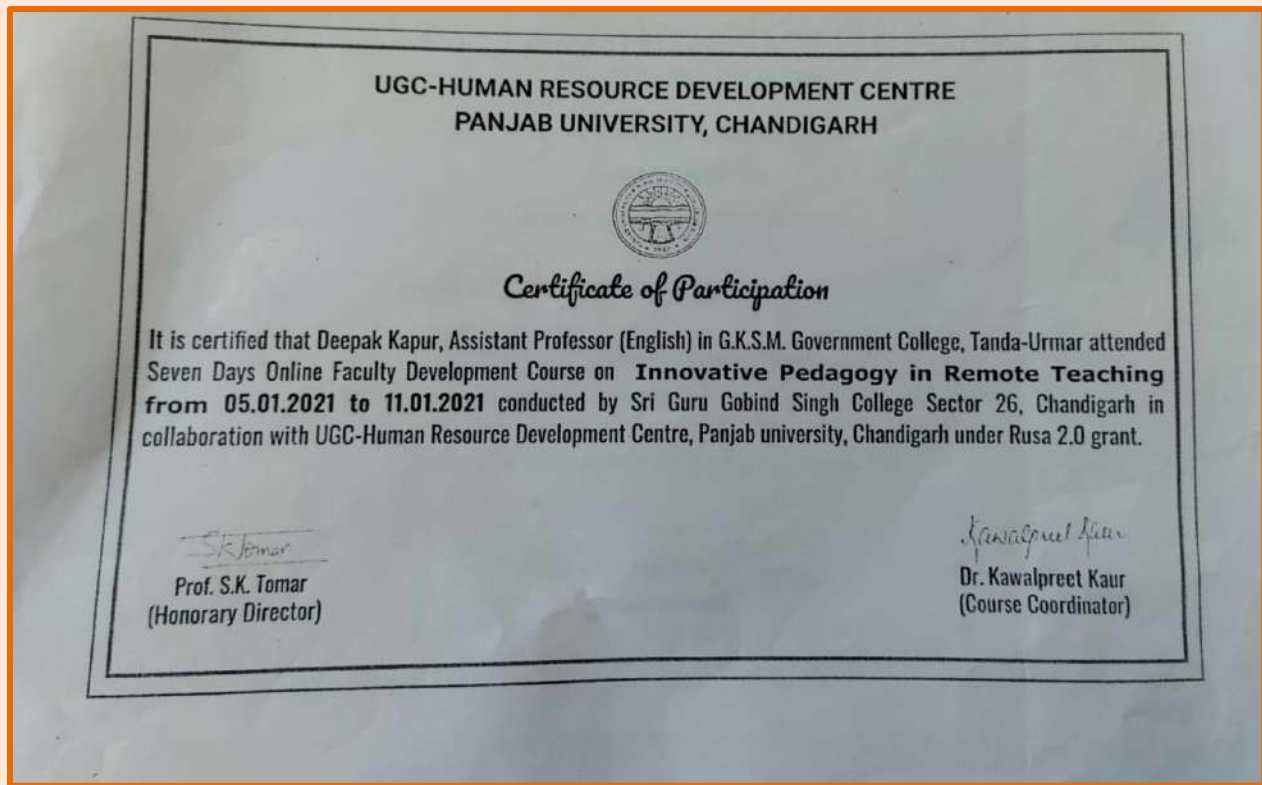 UGC-HUMAN RESOURCE DEVELOPMENT CENTRE
PANJAB UNIVERSITY, CHANDIGARH
Certificate of Participation
It is certified that Deepak Kapur, Assistant Professor (English) in G.K.S.M. Government College, Tanda-Urmar attended
Seven Days Online Faculty Development Course on Innovative Pedagogy in Remote Teaching
from 05.01.2021 to 11.01.2021 conducted by Sri Guru Gobind Singh College Sector 26, Chandigarh in
collaboration with UGC-Human Resource Development Centre, Panjab university, Chandigarh under Rusa 2.0 grant.
SKTomar
Prof. S.K. Tomar
(Honorary Director)
Kawalpreet Kaur
Dr. Kawalpreet Kaur
(Course Coordinator)